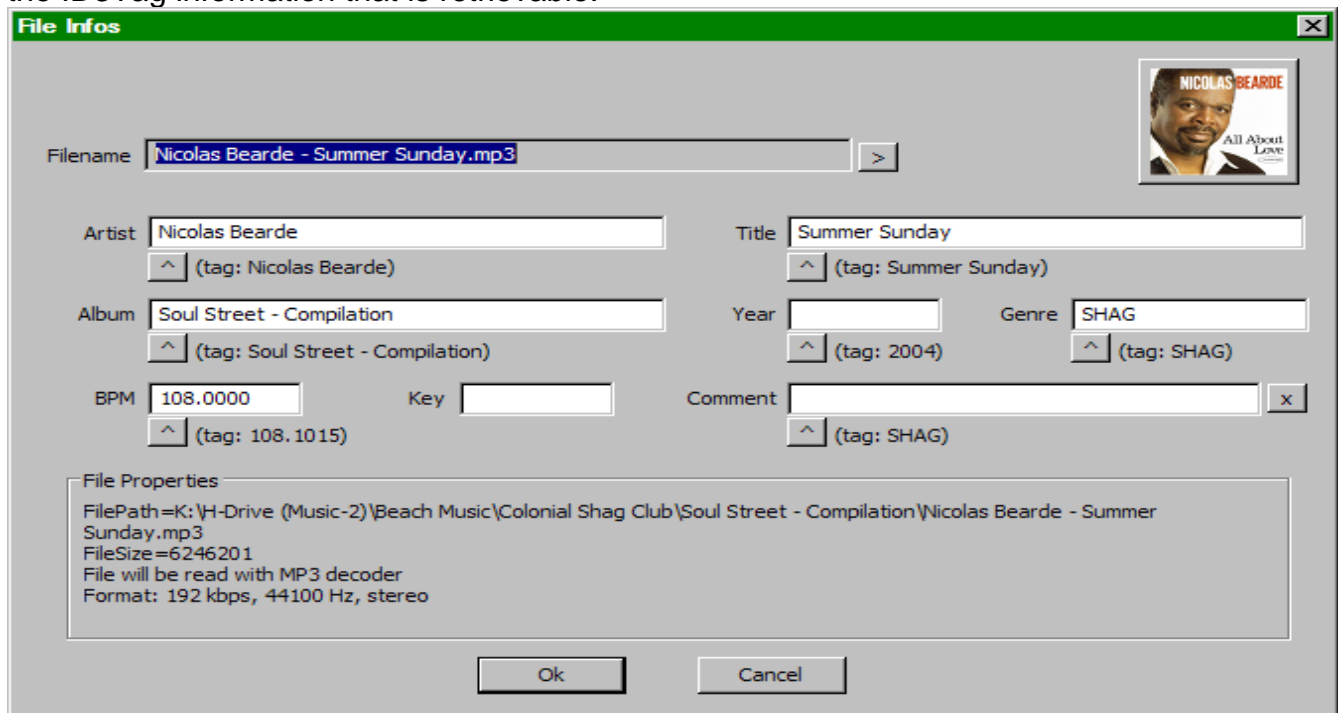 the ID3Tag information that is retrievable.
File Infos
NICOLAS BEARDE
All About
Love
Filename Nicolas Bearde - Summer Sunday.mp3 >
Artist Nicolas Bearde Title Summer Sunday
^ (tag: Nicolas Bearde) ^ (tag: Summer Sunday)
Album Soul Street - Compilation Year Genre SHAG
^ (tag: Soul Street - Compilation) ^ (tag: 2004) ^ (tag: SHAG)
BPM 108.0000 Key Comment x
^ (tag: 108.1015) ^ (tag: SHAG)
File Properties
FilePath=K:\H-Drive (Music-2)\Beach Music\Colonial Shag Club\Soul Street - Compilation\Nicolas Bearde - Summer
Sunday.mp3
FileSize=6246201
File will be read with MP3 decoder
Format: 192 kbps, 44100 Hz, stereo
Ok Cancel